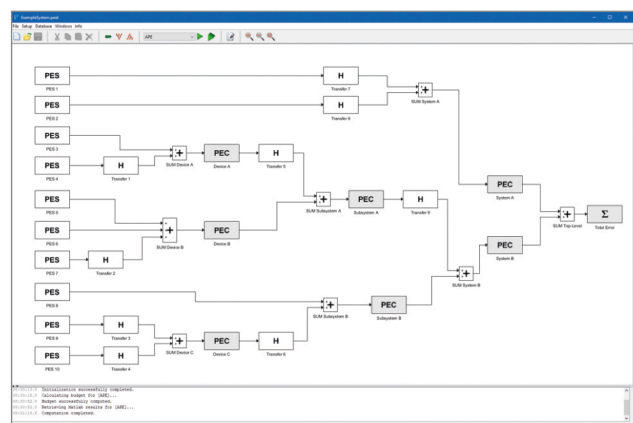 ExampleSystem.peet
File Setup Database Windows Info
APE
PES
PES 1
H
Transfer 7
PES
PES 2
H
Transfer 8
+
SUM System A
PES
PES 3
PES
PES 4
H
Transfer 1
+
SUM Device A
PEC
Device A
H
Transfer 5
PES
PES 5
PES
PES 6
PES
PES 7
H
Transfer 2
+
SUM Device B
PEC
Device B
+
SUM Subsystem A
PEC
Subsystem A
H
Transfer 9
PEC
System A
PEC
System B
+
SUM System B
+
SUM Top-Level
Σ
Total Error
PES
PES 8
+
SUM Subsystem B
PEC
Subsystem B
PES
PES 9
H
Transfer 3
PES
PES 10
H
Transfer 4
+
SUM Device C
PEC
Device C
H
Transfer 6
Initialization successfully completed.
Calculating budget for [APE]...
Budget successfully computed.
Retrieving Matlab results for [APE]...
Computation completed.